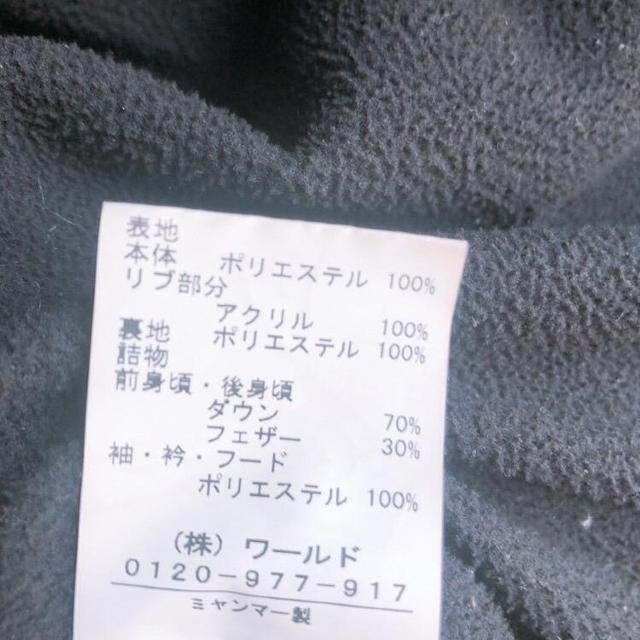 表地
本体 ポリエステル 100%
リブ部分
アクリル 100%
裏地 ポリエステル 100%
詰物
前身頃・後身頃
ダウン 70%
フェザー 30%
袖・衿・フード
ポリエステル 100%
（株）ワールド
0120-977-917
ミャンマー製